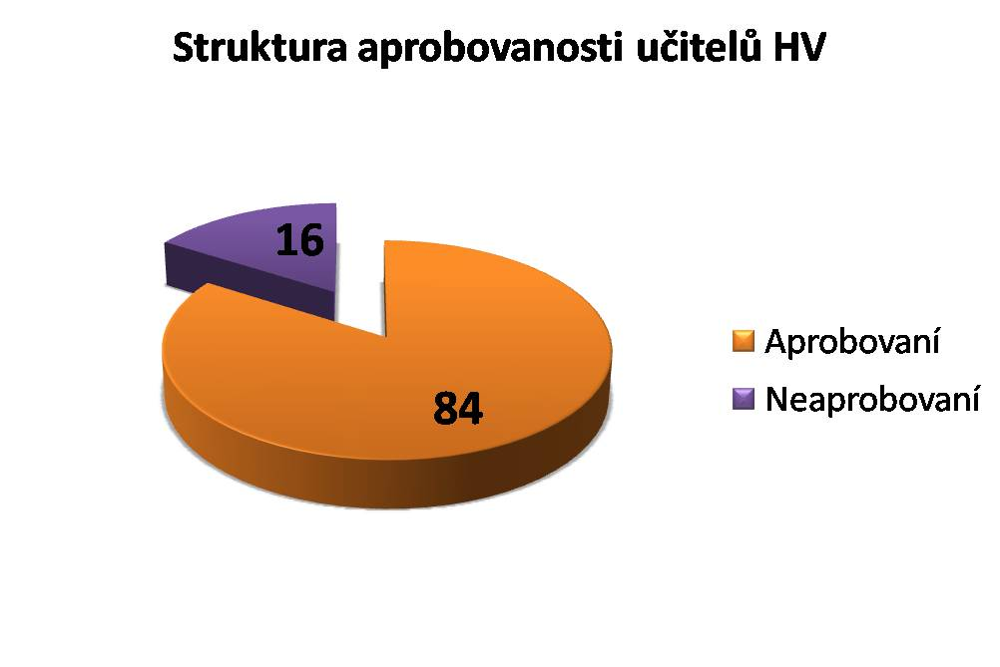 Struktura aprobovanosti učitelů HV
16
84
Aprobovaní
Neaprobovaní